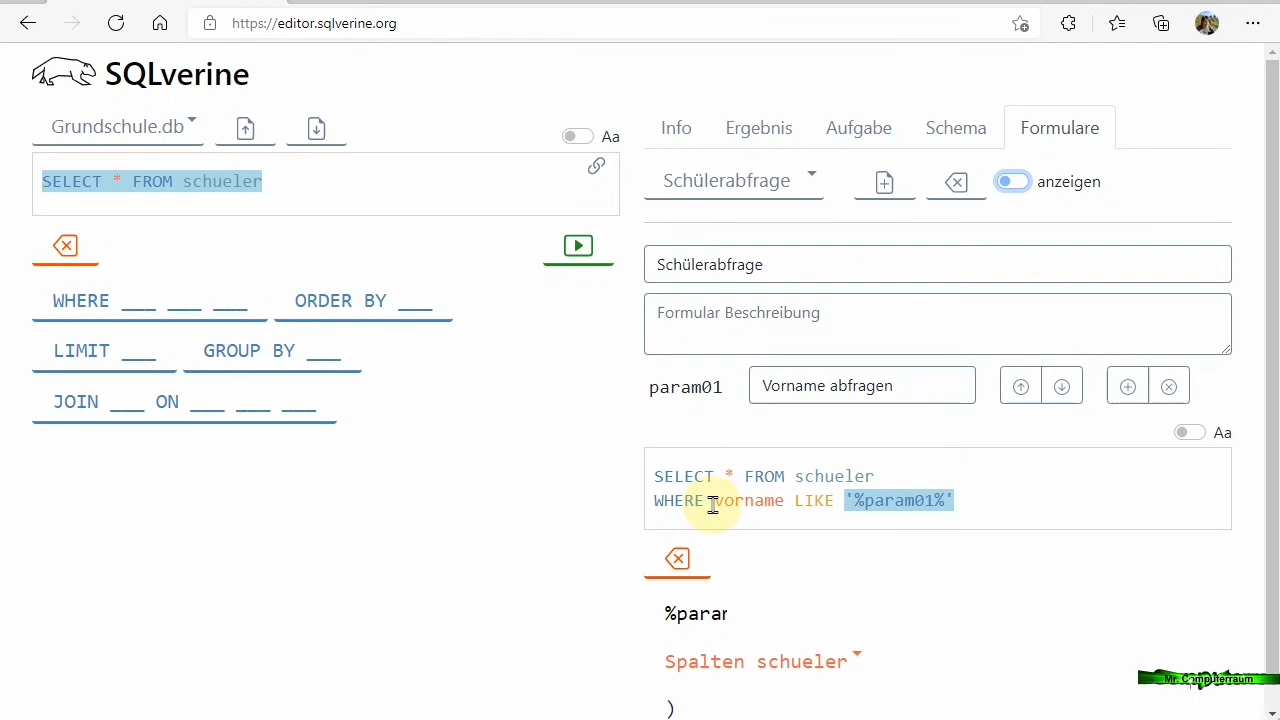 https://editor.sqlverine.org
SQLverine
Grundschule.db
Aa
SELECT * FROM schueler
WHERE ___ ___ ___
ORDER BY ___
LIMIT ___
GROUP BY ___
JOIN ___ ON ___ ___ ___
Info Ergebnis Aufgabe Schema Formulare
Schülerabfrage
anzeigen
Schülerabfrage
Formular Beschreibung
param01
Vorname abfragen
Aa
SELECT * FROM schueler
WHERE vorname LIKE '%param01%'
%param
Spalten schueler
)
Mr. Computerraum